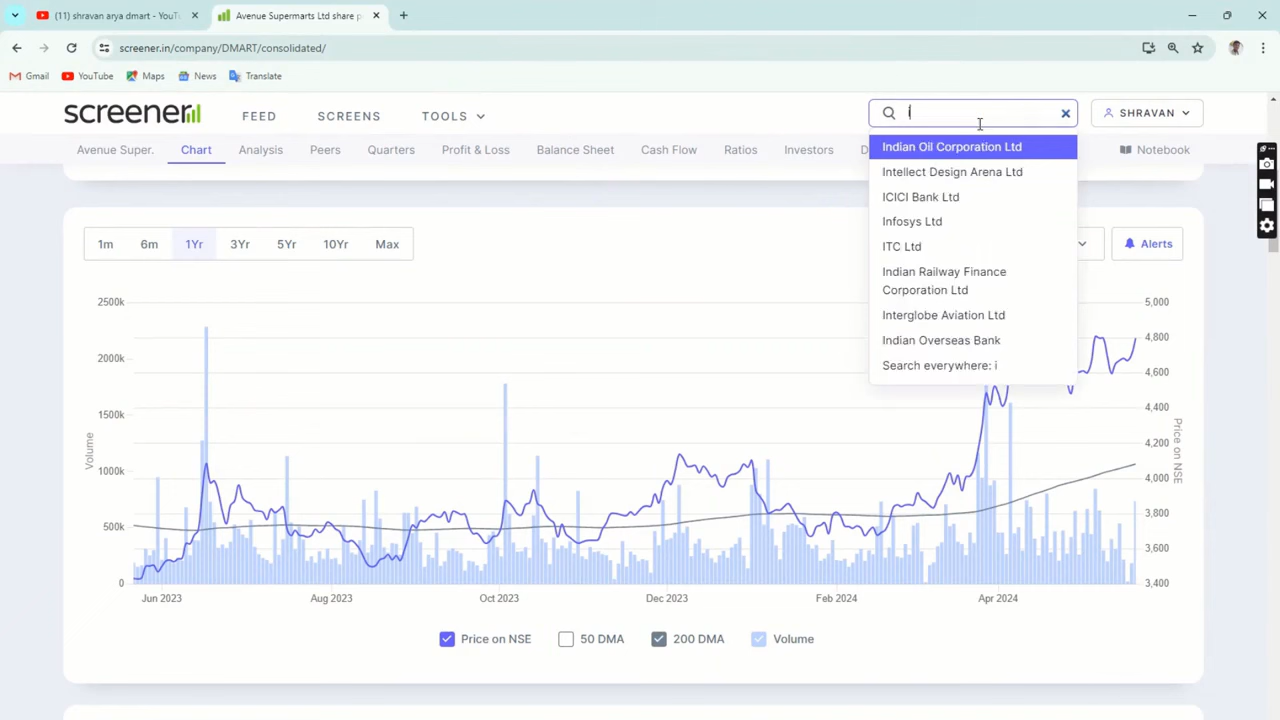 (11) shravan arya dmart - YouTu
Avenue Supermarts Ltd share p
screener.in/company/DMART/consolidated/
Gmail
YouTube
Maps
News
Translate
screener
FEED
SCREENS
TOOLS
i
SHRAVAN
Avenue Super.
Chart
Analysis
Peers
Quarters
Profit & Loss
Balance Sheet
Cash Flow
Ratios
Investors
D
Notebook
Indian Oil Corporation Ltd
Intellect Design Arena Ltd
ICICI Bank Ltd
Infosys Ltd
ITC Ltd
Indian Railway Finance
Corporation Ltd
Interglobe Aviation Ltd
Indian Overseas Bank
Search everywhere: i
1m
6m
1Yr
3Yr
5Yr
10Yr
Max
Alerts
2500k
2000k
1500k
1000k
500k
0
Volume
5,000
4,800
4,600
4,400
4,200
4,000
3,800
3,600
3,400
Price on NSE
Jun 2023
Aug 2023
Oct 2023
Dec 2023
Feb 2024
Apr 2024
Price on NSE
50 DMA
200 DMA
Volume